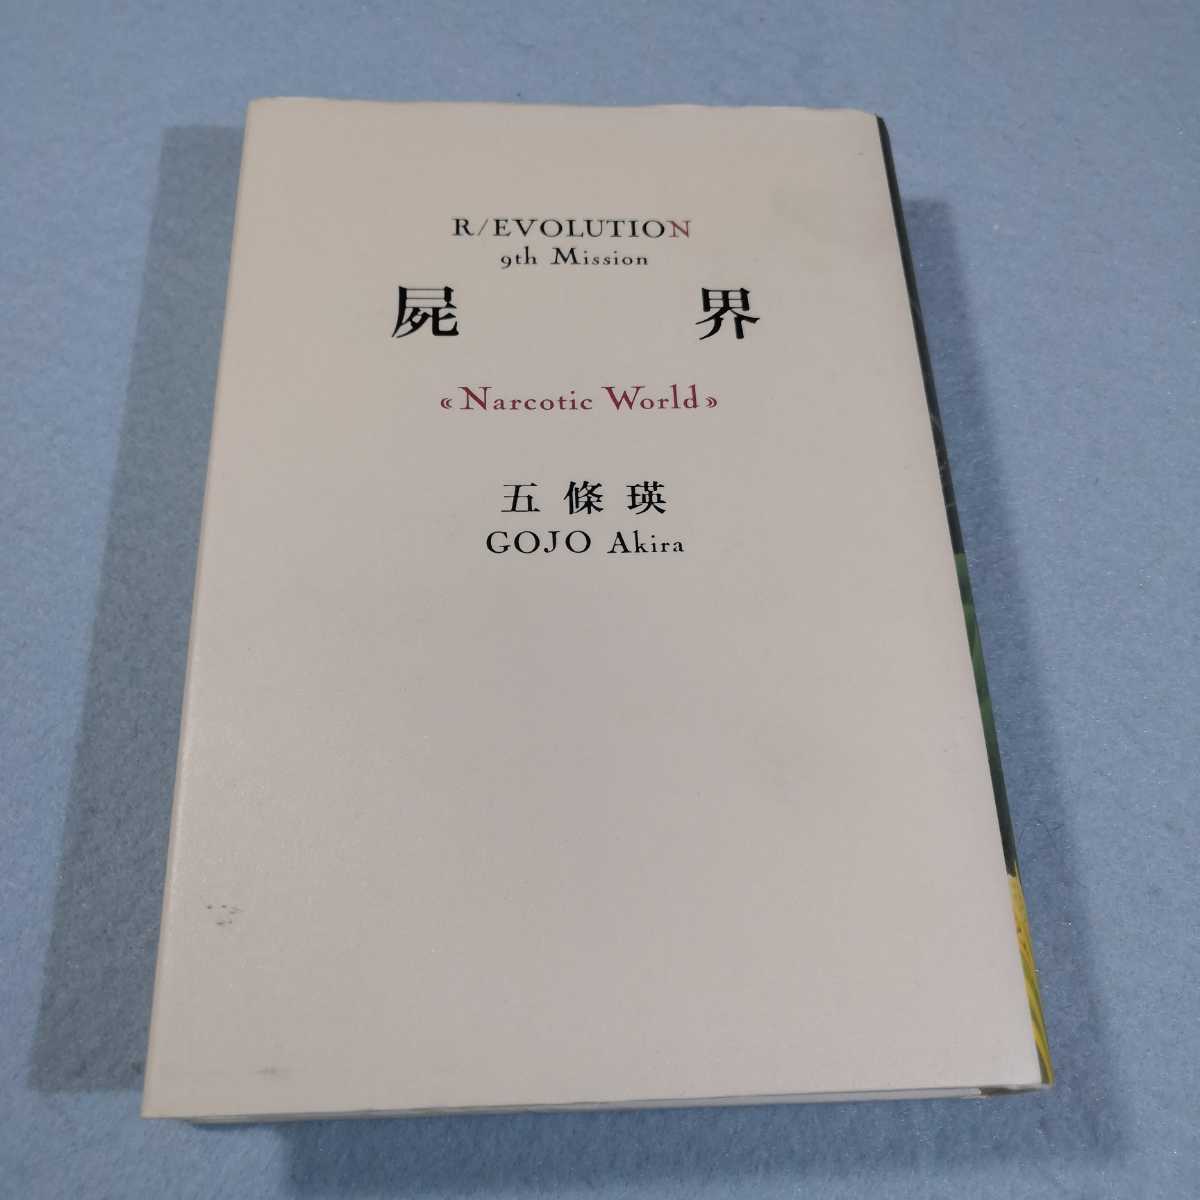 R/EVOLUTION
9th Mission
屍界
《Narcotic World》
五條瑛
GOJO Akira